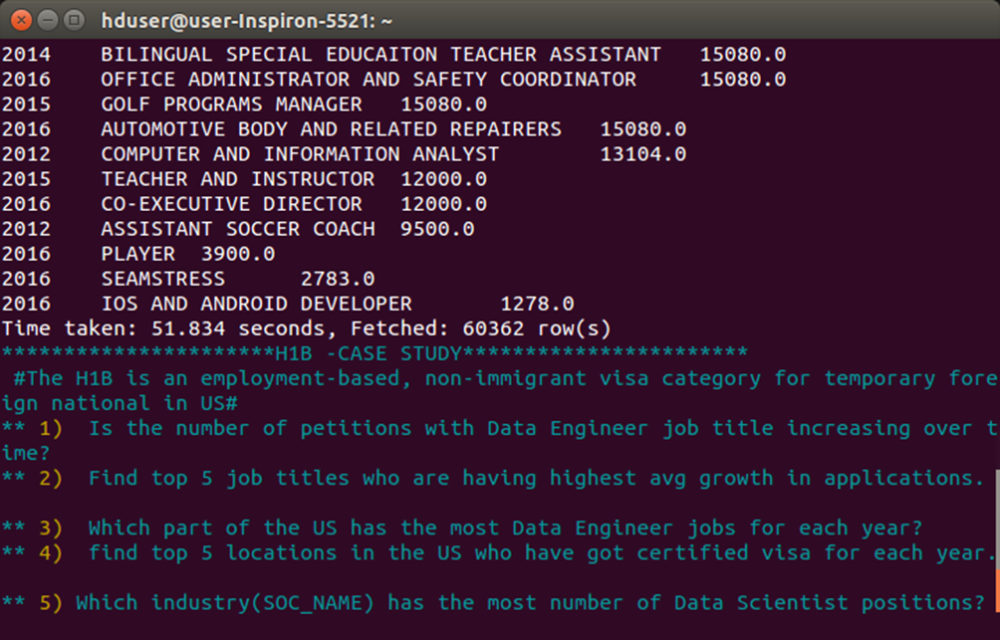 hduser@user-Inspiron-5521: ~
2014 BILINGUAL SPECIAL EDUCAITON TEACHER ASSISTANT 15080.0
2016 OFFICE ADMINISTRATOR AND SAFETY COORDINATOR 15080.0
2015 GOLF PROGRAMS MANAGER 15080.0
2016 AUTOMOTIVE BODY AND RELATED REPAIRERS 15080.0
2012 COMPUTER AND INFORMATION ANALYST 13104.0
2015 TEACHER AND INSTRUCTOR 12000.0
2016 CO-EXECUTIVE DIRECTOR 12000.0
2012 ASSISTANT SOCCER COACH 9500.0
2016 PLAYER 3900.0
2016 SEAMSTRESS 2783.0
2016 IOS AND ANDROID DEVELOPER 1278.0
Time taken: 51.834 seconds, Fetched: 60362 row(s)
**********************H1B -CASE STUDY***********************
#The H1B is an employment-based, non-immigrant visa category for temporary fore
ign national in US#
** 1) Is the number of petitions with Data Engineer job title increasing over t
ime?
** 2) Find top 5 job titles who are having highest avg growth in applications.
** 3) Which part of the US has the most Data Engineer jobs for each year?
** 4) find top 5 locations in the US who have got certified visa for each year.
** 5) Which industry(SOC_NAME) has the most number of Data Scientist positions?